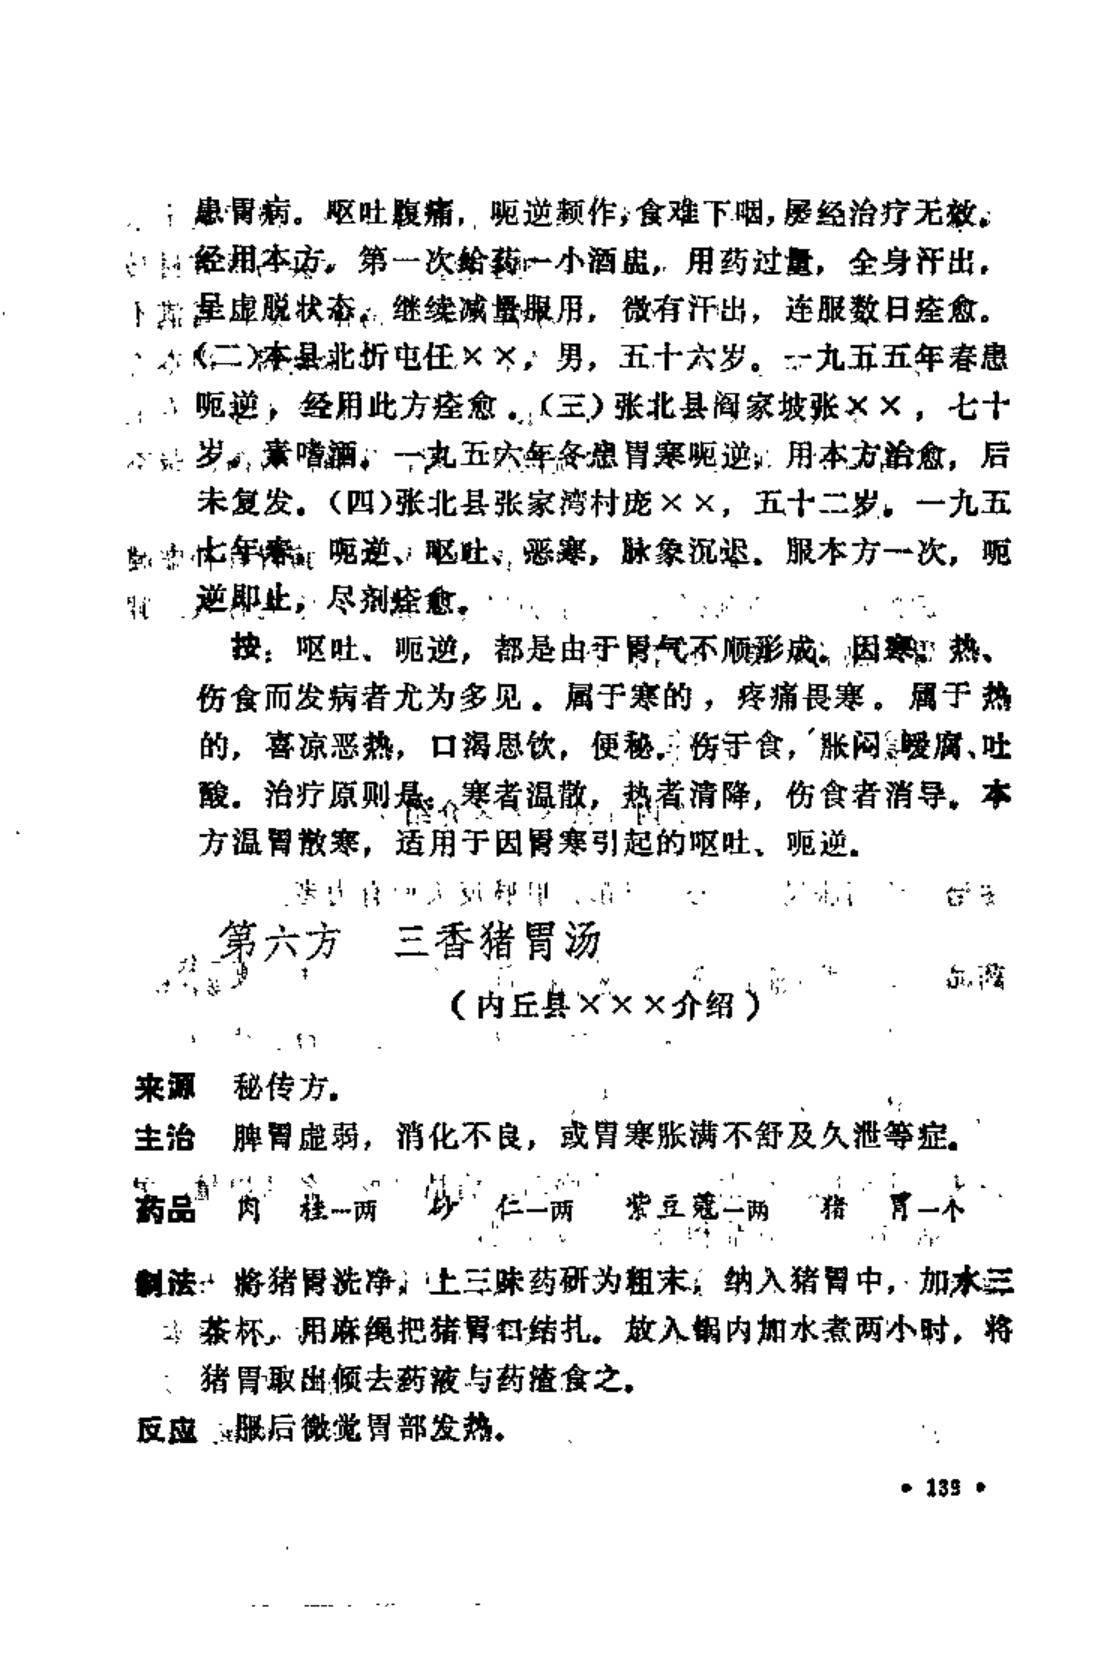 患胃病。呕吐腹痛，呃逆频作，食难下咽，屡经治疗无效。
经用本方。第一次给药一小酒盅，用药过量，全身汗出，
呈虚脱状态。继续减量服用，微有汗出，连服数日痊愈。
（二）本县北折屯任××，男，五十六岁。一九五五年春患
呃逆，经用此方痊愈。（三）张北县阎家坡张××，七十
岁。素嗜酒，一九五六年冬患胃寒呃逆，用本方治愈，后
未复发。（四）张北县张家湾村庞××，五十二岁。一九五
七年春，呃逆、呕吐、恶寒，脉象沉迟。服本方一次，呃
逆即止，尽剂痊愈。
按：呕吐、呃逆，都是由于胃气不顺形成。因寒、热、
伤食而发病者尤为多见。属于寒的，疼痛畏寒。属于热
的，喜凉恶热，口渴思饮，便秘。伤于食，胀闷、嗳腐、吐
酸。治疗原则是：寒者温散，热者清降，伤食者消导。本
方温胃散寒，适用于因胃寒引起的呕吐、呃逆。
第六方 三香猪胃汤
（内丘县×××介绍）
来源 秘传方。
主治 脾胃虚弱，消化不良，或胃寒胀满不舒及久泄等症。
药品 肉 桂一两 砂 仁一两 紫豆蔻一两 猪 胃一个
制法 将猪胃洗净，上三味药研为粗末，纳入猪胃中，加水三
茶杯，用麻绳把猪胃口结扎。放入锅内加水煮两小时，将
猪胃取出倾去药液与药渣食之。
反应 服后微觉胃部发热。
• 139 •